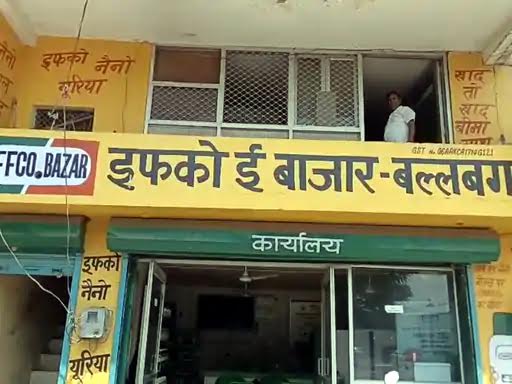 इफको नैनो
यूरिया
खाद
तो
खाद
बीमा
FFCO.BAZAR
इफको ई बाजार-बल्लबग
कार्यालय
इफको
नैनो
यूरिया